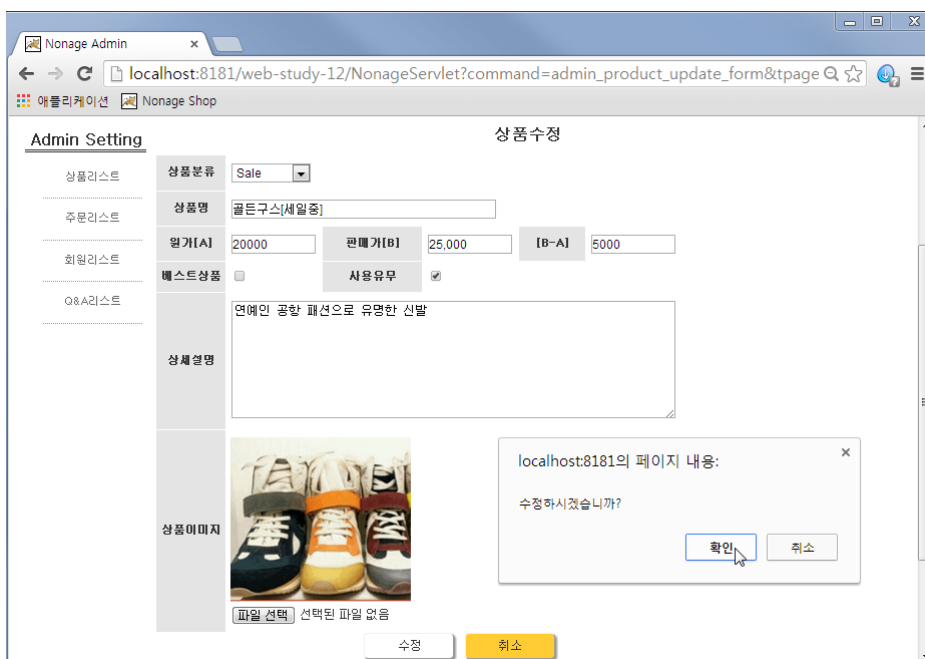 Nonage Admin
localhost:8181/web-study-12/NonageServlet?command=admin_product_update_form&tpage
애플리케이션 Nonage Shop
Admin Setting
상품리스트
주문리스트
회원리스트
Q&A리스트
상품수정
상품분류 Sale
상품명 골든구스[세일중]
원가[A] 20000 판매가[B] 25,000 [B-A] 5000
베스트상품 사용유무
상세설명 연예인 공항 패션으로 유명한 신발
상품이미지
파일 선택 선택된 파일 없음
localhost:8181의 페이지 내용:
수정하시겠습니까?
확인 취소
수정 취소